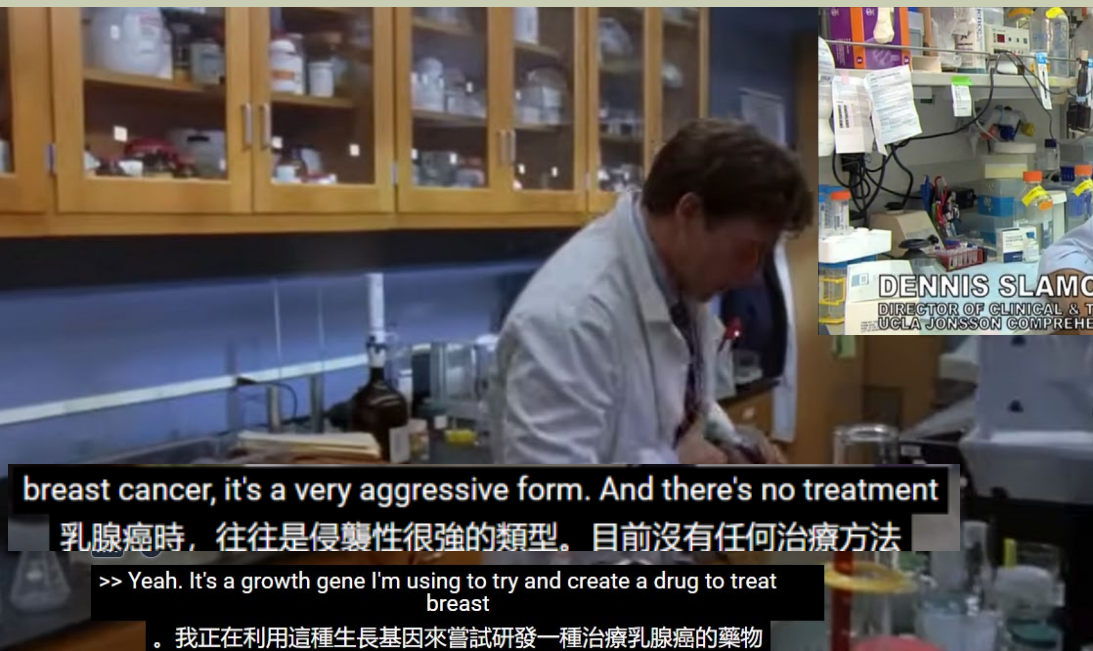 DENNIS SLAMO
DIRECTOR OF CLINICAL & T
UCLA JONSSON COMPREHE
breast cancer, it's a very aggressive form. And there's no treatment
乳腺癌時，往往是侵襲性很強的類型。目前沒有任何治療方法
>> Yeah. It's a growth gene I'm using to try and create a drug to treat
breast
。我正在利用這種生長基因來嘗試研發一種治療乳腺癌的藥物